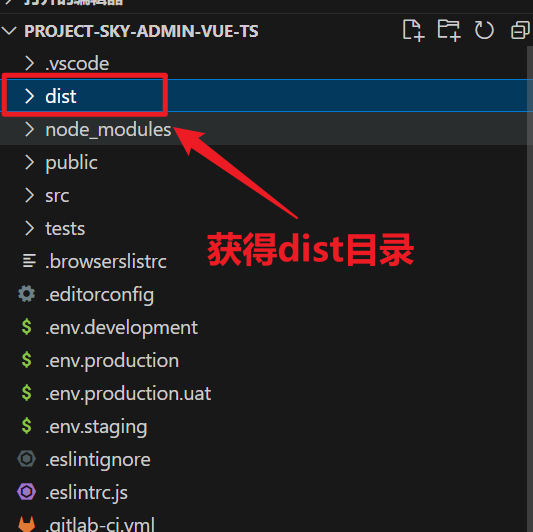 PROJECT-SKY-ADMIN-VUE-TS
.vscode
dist
node_modules
public
src
获得dist目录
tests
.browserslistrc
.editorconfig
.env.development
.env.production
.env.production.uat
.env.staging
.eslintignore
.eslintrc.js
.gitlab-ci.yml